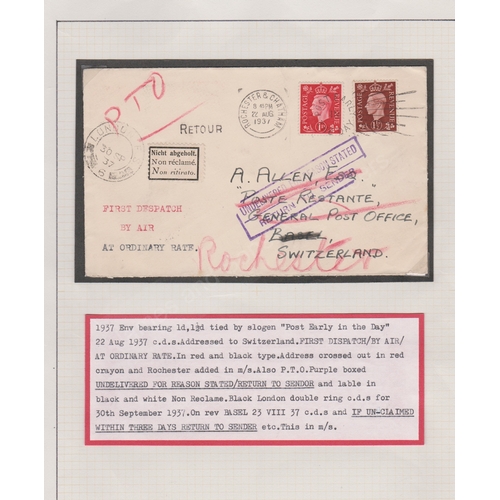 PTO
ROCHESTER & CHATHAM
8 PM
22 AUG
1937
LONDON
37
RETOUR
Nicht abgeholt.
Non réclamé.
Non ritirato.
UNDELIVERED FOR REASON STATED
RETURN TO SENDER
FIRST DESPATCH
BY AIR
AT ORDINARY RATE.
A. ALLEN ESQ
"POSTE RESTANTE,
GENERAL POST OFFICE,
BASEL,
SWITZERLAND.
Rochester
1937 Env bearing 1d,1½d tied by slogen "Post Early in the Day"
22 Aug 1937 c.d.s.Addressed to Switzerland.FIRST DISPATCH/BY AIR/
AT ORDINARY RATE.In red and black type.Address crossed out in red
crayon and Rochester added in m/s.Also P.T.O.Purple boxed
UNDELIVERED FOR REASON STATED/RETURN TO SENDOR and lable in
black and white Non Reclame.Black London double ring c.d.s for
30th September 1937.On rev BASEL 23 VIII 37 c.d.s and IF UN-CLAIMED
WITHIN THREE DAYS RETURN TO SENDER etc.This in m/s.